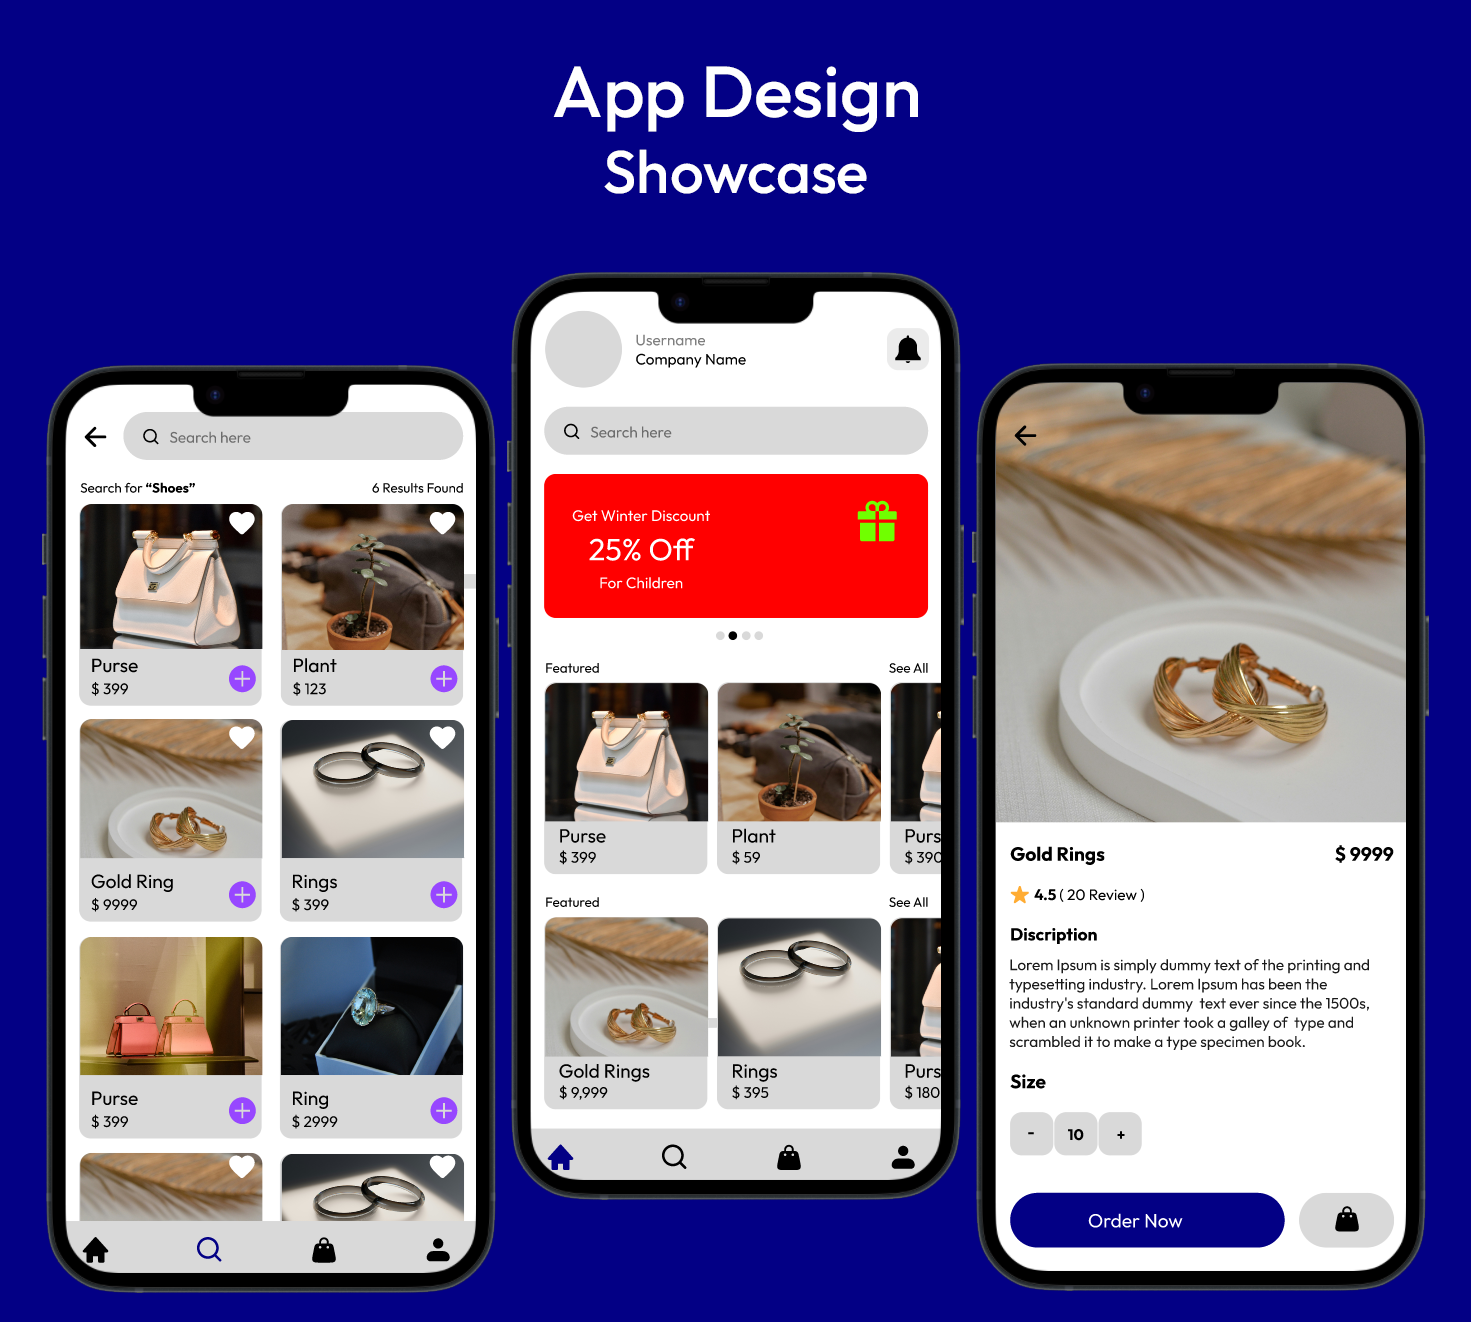 App Design
Showcase
Search here
Search for “Shoes”
6 Results Found
Purse
$ 399
Plant
$ 123
Gold Ring
$ 9999
Rings
$ 399
Purse
$ 399
Ring
$ 2999
Username
Company Name
Search here
Get Winter Discount
25% Off
For Children
Featured
See All
Purse
$ 399
Plant
$ 59
Purs
$ 390
Featured
See All
Gold Rings
$ 9,999
Rings
$ 395
Purs
$ 180
Gold Rings
$ 9999
4.5 ( 20 Review )
Discription
Lorem Ipsum is simply dummy text of the printing and
typesetting industry. Lorem Ipsum has been the
industry's standard dummy text ever since the 1500s,
when an unknown printer took a galley of type and
scrambled it to make a type specimen book.
Size
- 10 +
Order Now